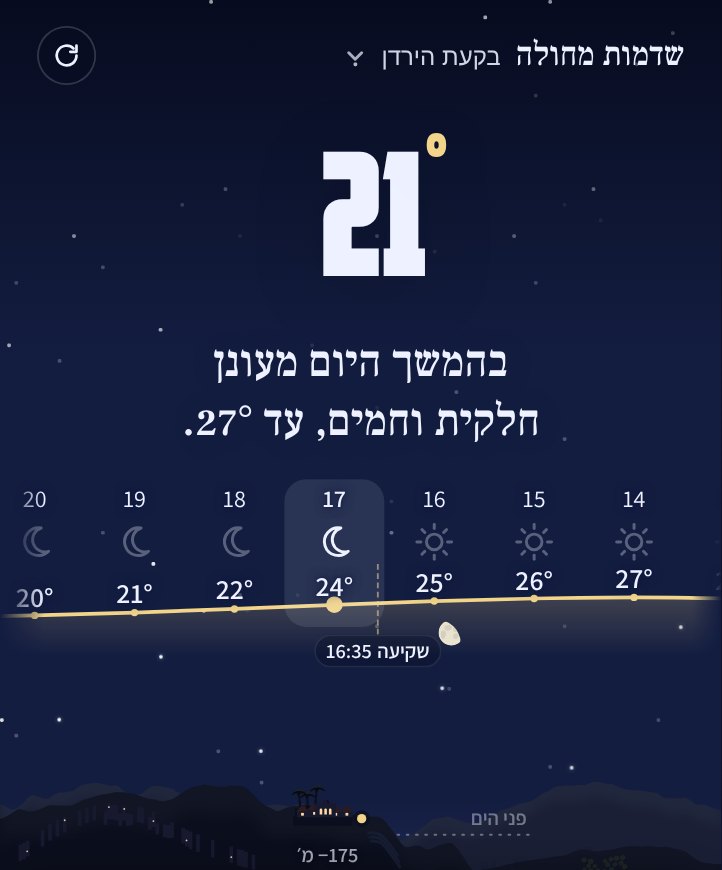 שדמות מחולה בקעת הירדן
21°
בהמשך היום מעונן
חלקית וחמים, עד 27°.
14 15 16 17 18 19 20
27° 26° 25° 24° 22° 21° 20°
שקיעה 16:35
פני הים
−175 מ׳